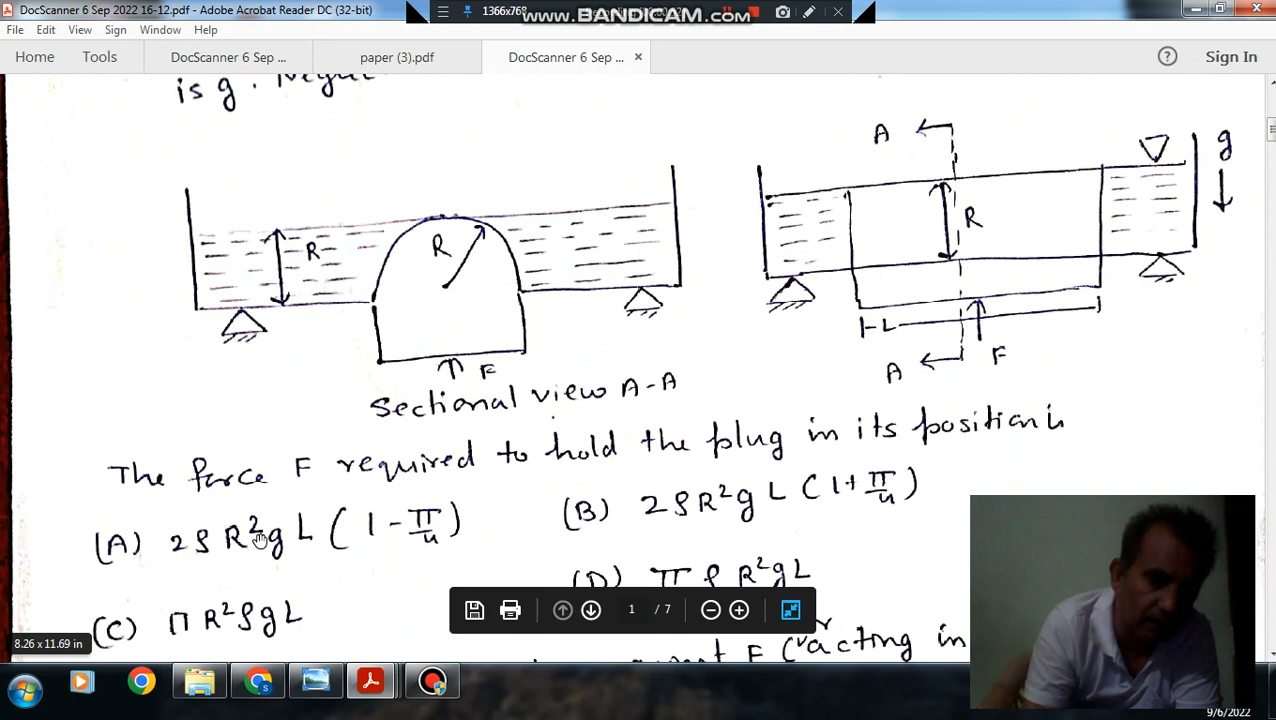 DocScanner 6 Sep 2022 16-12.pdf - Adobe Acrobat Reader DC (32-bit)
1366x768
www.BANDICAM.com
File Edit View Sign Window Help
Home Tools DocScanner 6 Sep ... paper (3).pdf DocScanner 6 Sep ... × ? Sign In
is g.
A g
R R R
L
F A F
Sectional view A-A
The force F required to hold the plug in its position is
(A) 2ρR²gL(1-π/4) (B) 2ρR²gL(1+π/4)
(C) πR²ρgL (D) πρR²gL
1 / 7
8.26 x 11.69 in
F acting in
9/6/2022